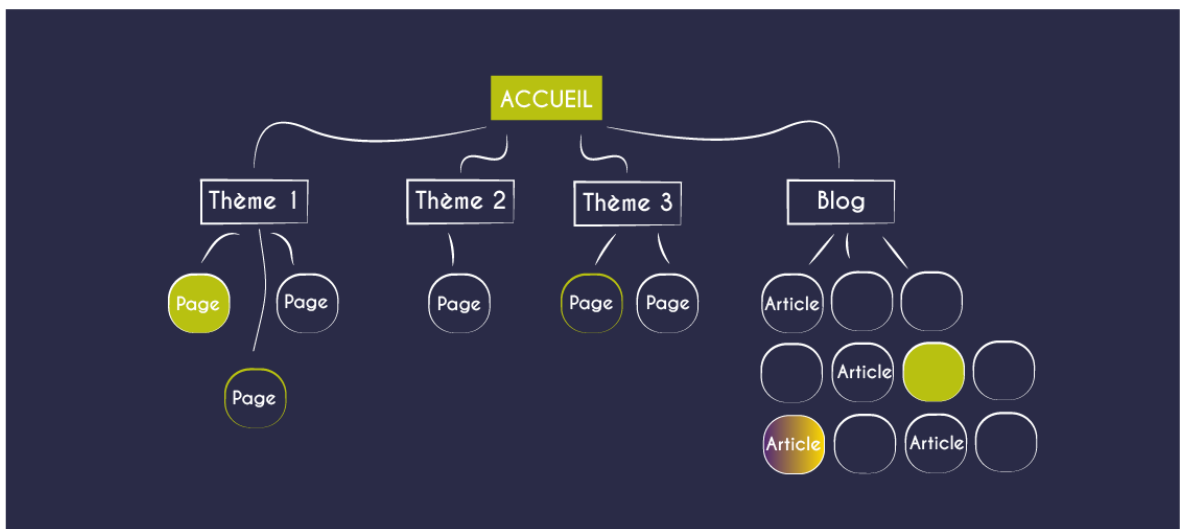 ACCUEIL
Thème 1
Thème 2
Thème 3
Blog
Page
Page
Page
Page
Page
Article
Page
Article
Article
Article